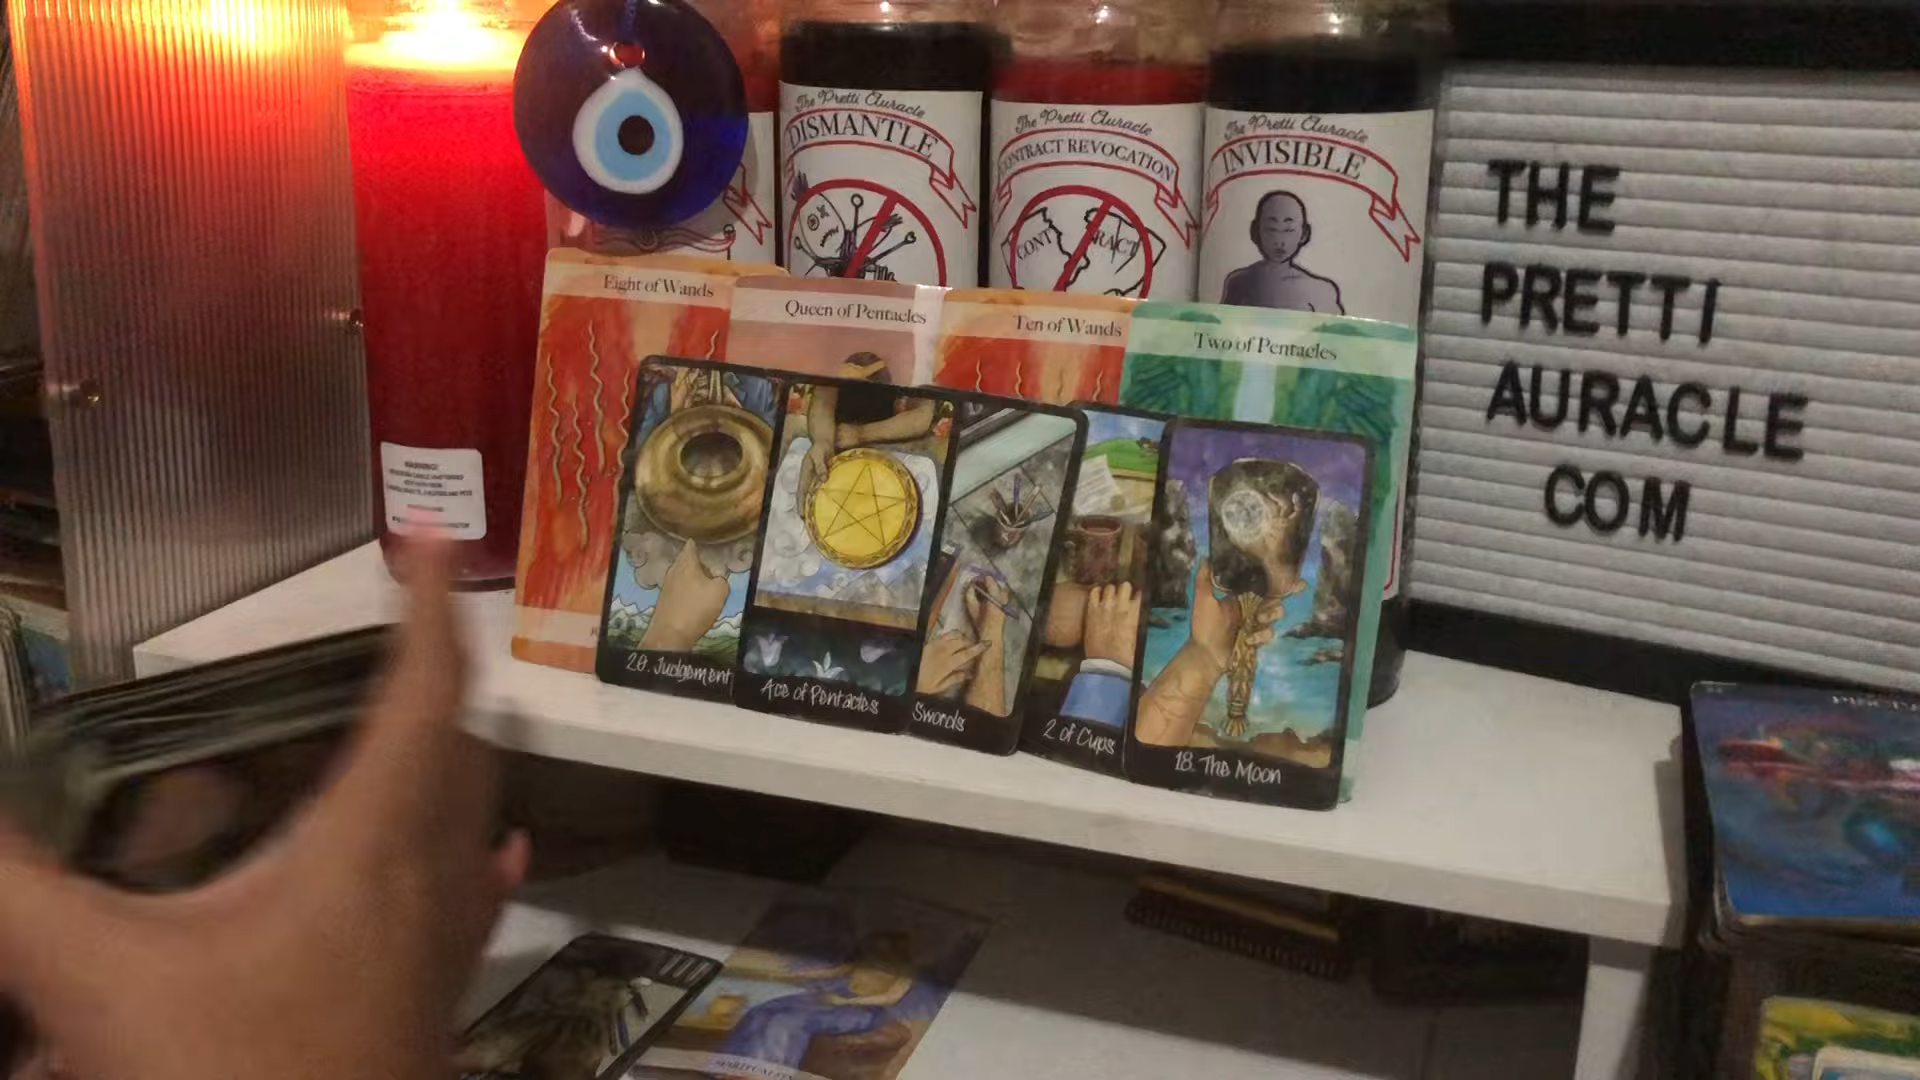 The Pretti Auracle
DISMANTLE
The Pretti Auracle
CONTRACT REVOCATION
CONT RACT
The Pretti Auracle
INVISIBLE
THE
PRETTI
AURACLE
COM
Eight of Wands
Queen of Pentacles
Ten of Wands
Two of Pentacles
20. Judgement
Ace of Pentacles
Swords
2 of Cups
18. The Moon
WARNING!